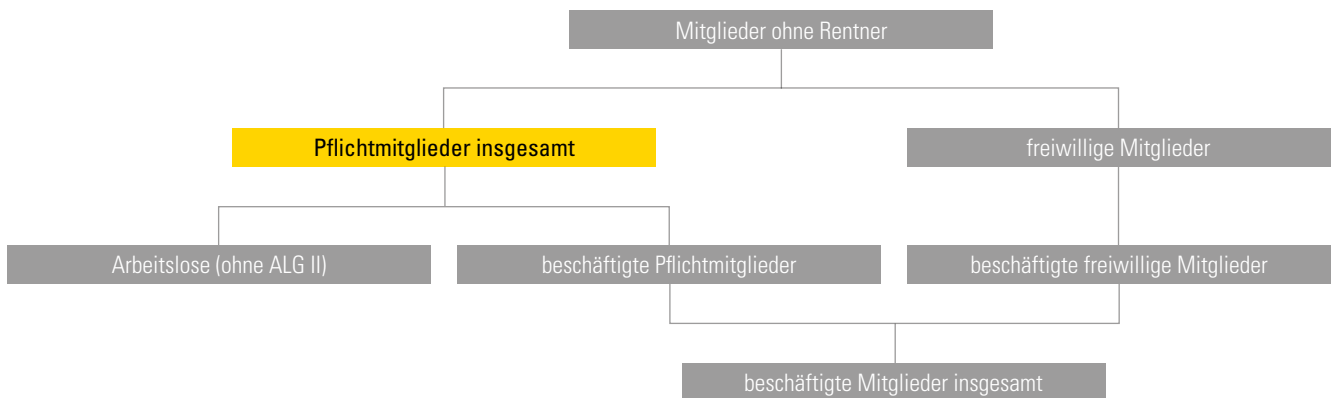 Mitglieder ohne Rentner
Pflichtmitglieder insgesamt
freiwillige Mitglieder
Arbeitslose (ohne ALG II)
beschäftigte Pflichtmitglieder
beschäftigte freiwillige Mitglieder
beschäftigte Mitglieder insgesamt